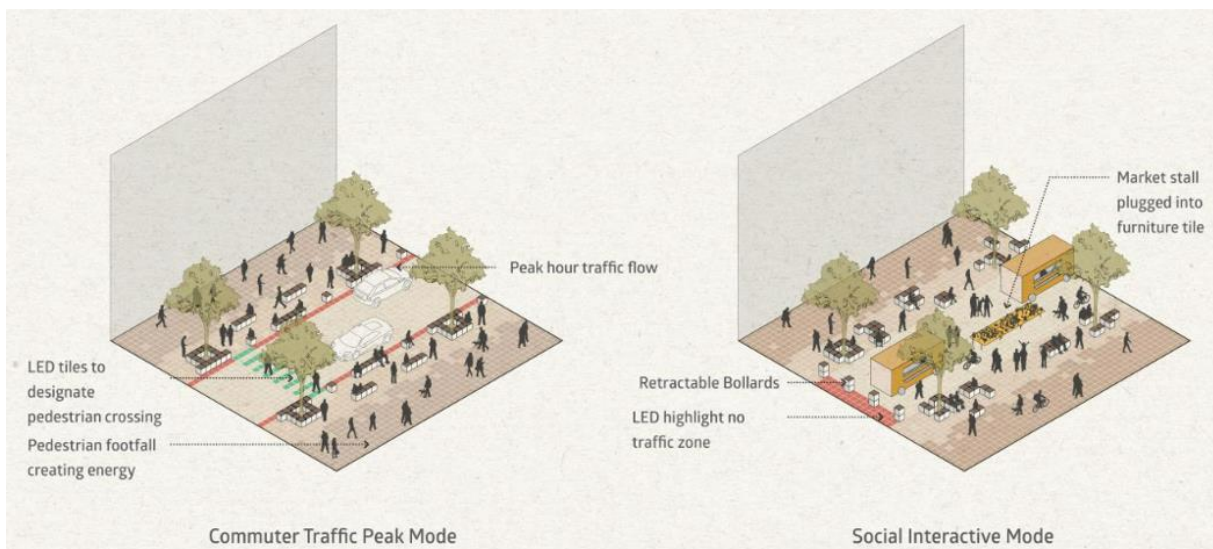 Peak hour traffic flow
LED tiles to
designate
pedestrian crossing
Pedestrian footfall
creating energy
Commuter Traffic Peak Mode
Market stall
plugged into
furniture tile
Retractable Bollards
LED highlight no
traffic zone
Social Interactive Mode